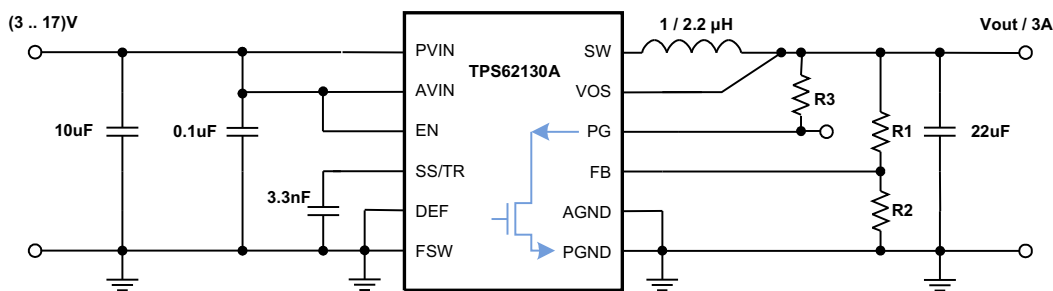 (3 .. 17)V
1 / 2.2 µH
Vout / 3A
TPS62130A
PVIN
AVIN
EN
SS/TR
DEF
FSW
SW
VOS
PG
FB
AGND
PGND
10uF
0.1uF
3.3nF
R3
R1
R2
22uF